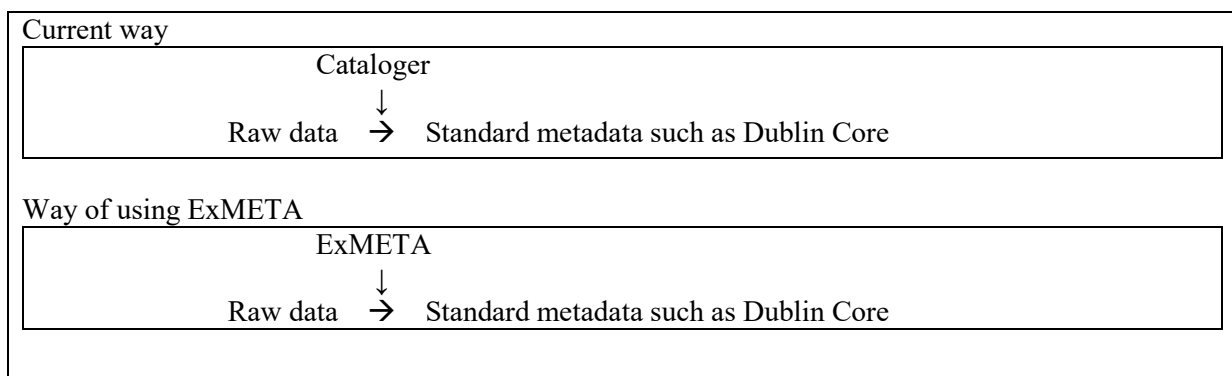 Current way
Cataloger
↓
Raw data → Standard metadata such as Dublin Core
Way of using ExMETA
ExMETA
↓
Raw data → Standard metadata such as Dublin Core